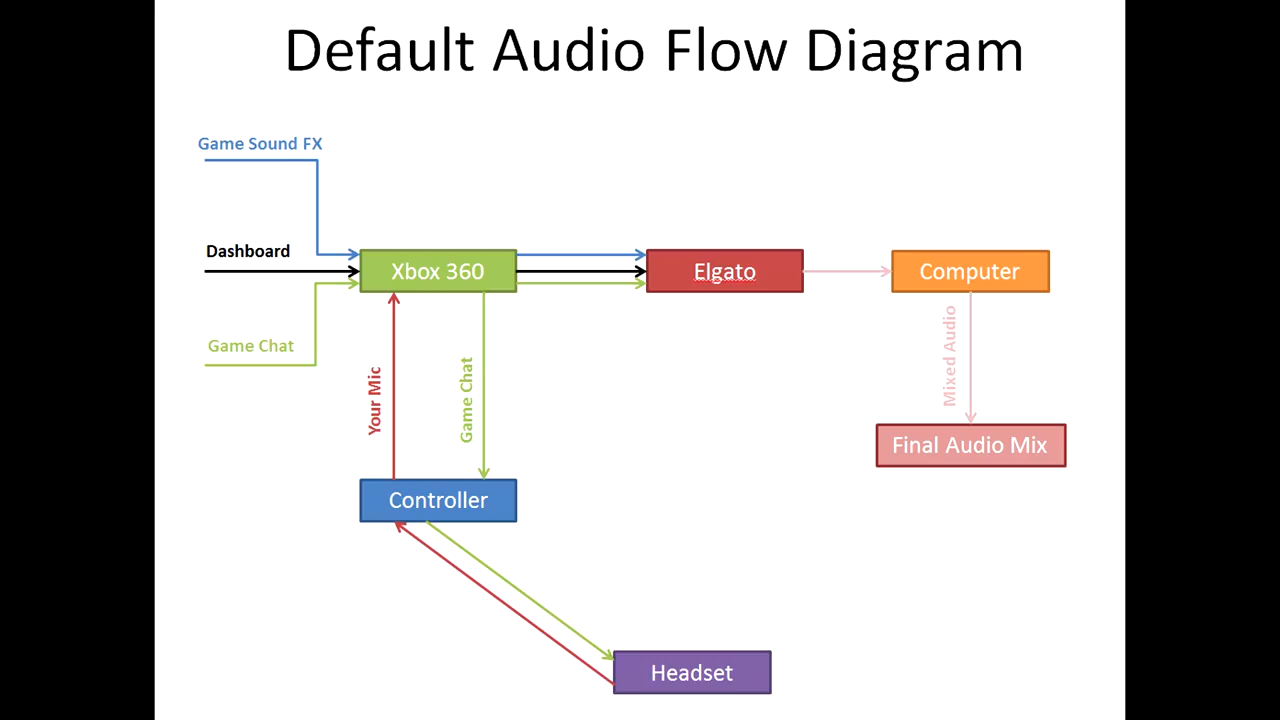 Default Audio Flow Diagram
Game Sound FX
Dashboard
Xbox 360
Elgato
Computer
Game Chat
Your Mic
Game Chat
Mixed Audio
Final Audio Mix
Controller
Headset